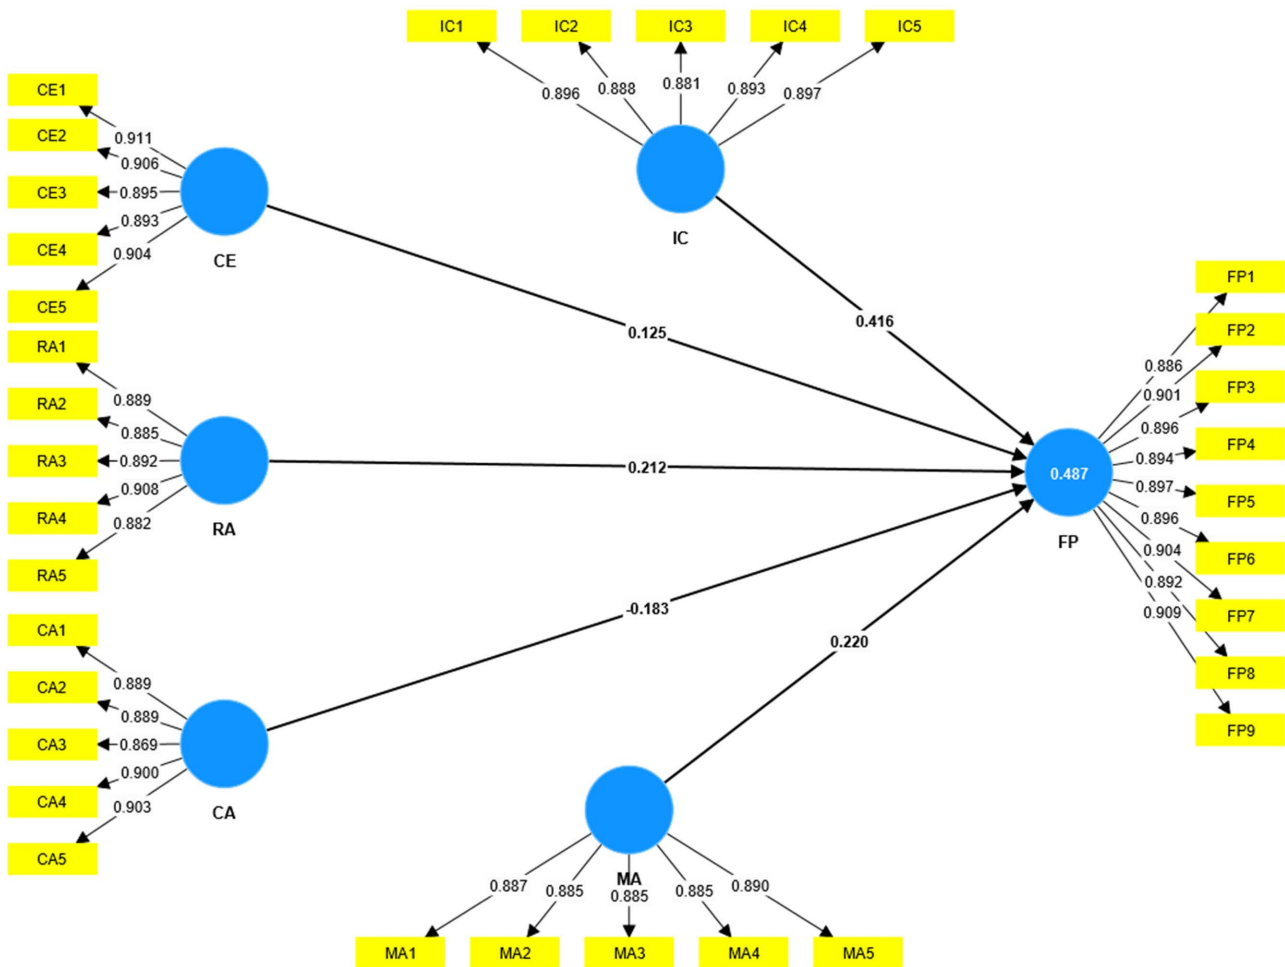 IC1 IC2 IC3 IC4 IC5
0.896 0.888 0.881 0.893 0.897
IC
CE1
CE2
CE3
CE4
CE5
0.911
0.906
0.895
0.893
0.904
CE
RA1
RA2
RA3
RA4
RA5
0.889
0.885
0.892
0.908
0.882
RA
CA1
CA2
CA3
CA4
CA5
0.889
0.889
0.869
0.900
0.903
CA
0.416
0.125
0.212
-0.183
0.220
0.487
FP
0.886
0.901
0.896
0.894
0.897
0.896
0.904
0.892
0.909
FP1
FP2
FP3
FP4
FP5
FP6
FP7
FP8
FP9
MA
0.887 0.885 0.885 0.885 0.890
MA1 MA2 MA3 MA4 MA5